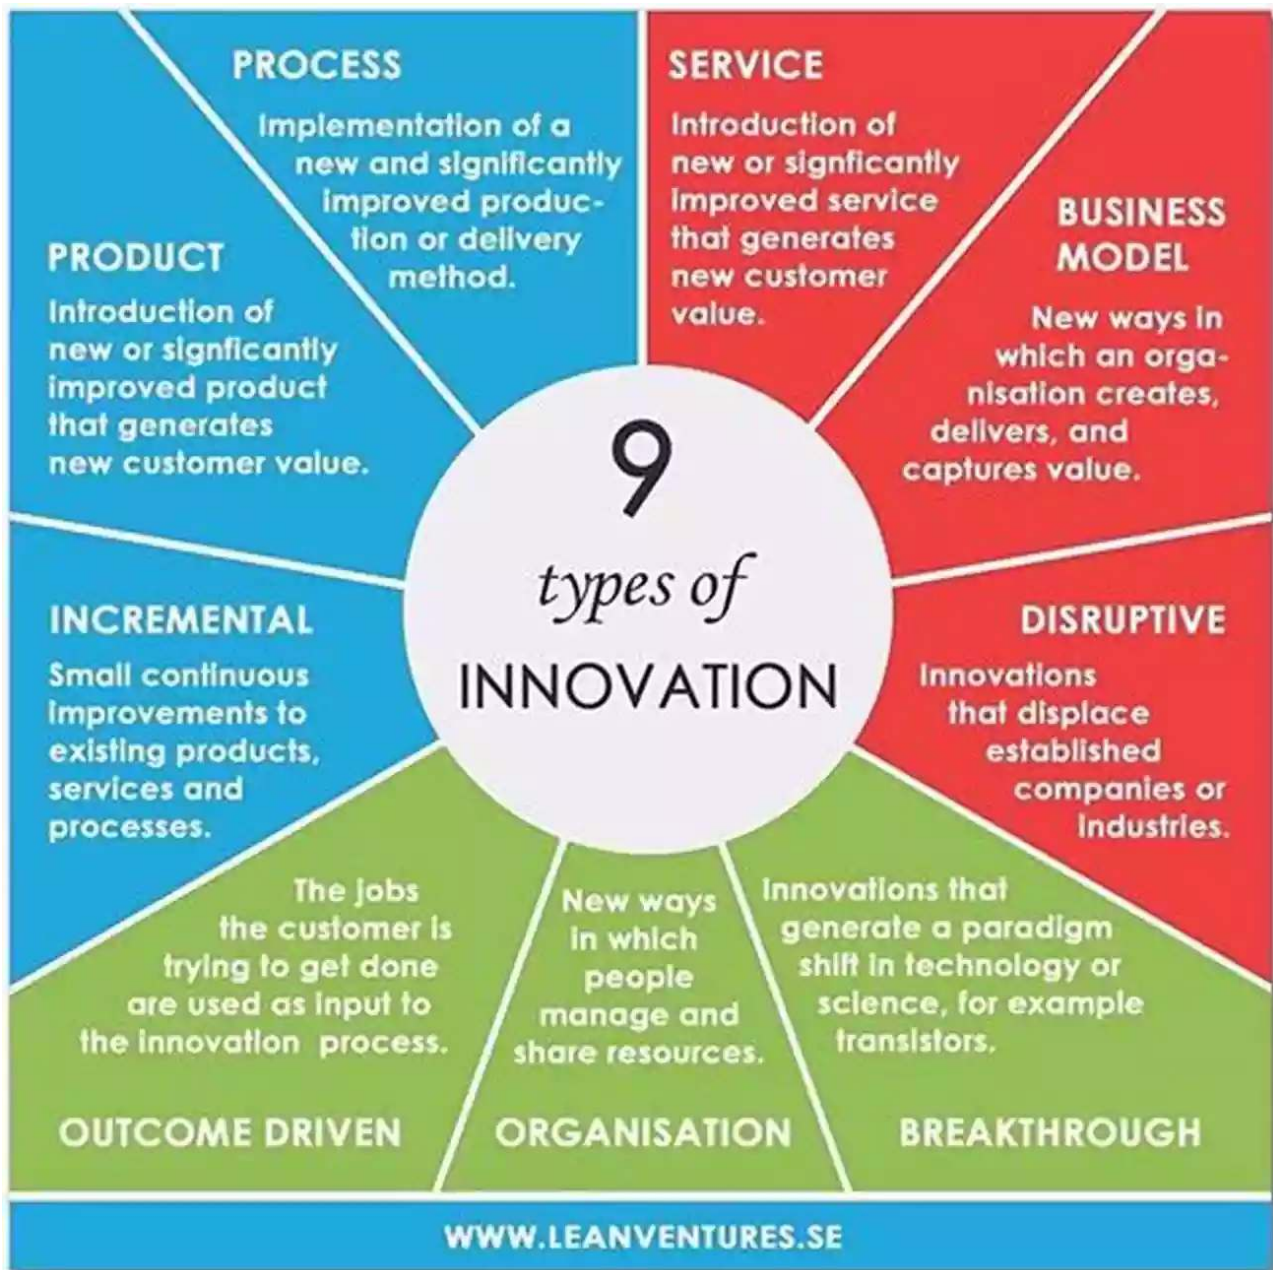 PROCESS
Implementation of a
new and significantly
improved produc-
tion or delivery
method.
SERVICE
Introduction of
new or signficantly
improved service
that generates
new customer
value.
BUSINESS
MODEL
New ways in
which an orga-
nisation creates,
delivers, and
captures value.
PRODUCT
Introduction of
new or signficantly
improved product
that generates
new customer value.
9
types of
INNOVATION
INCREMENTAL
Small continuous
improvements to
existing products,
services and
processes.
DISRUPTIVE
Innovations
that displace
established
companies or
industries.
The jobs
the customer is
trying to get done
are used as input to
the innovation process.
OUTCOME DRIVEN
New ways
in which
people
manage and
share resources.
ORGANISATION
Innovations that
generate a paradigm
shift in technology or
science, for example
transistors.
BREAKTHROUGH
WWW.LEANVENTURES.SE